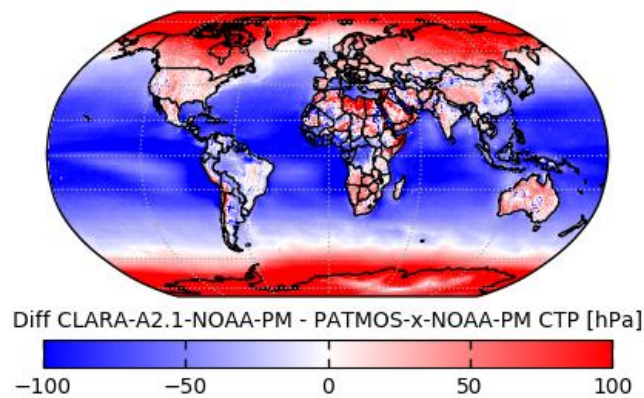 Diff CLARA-A2.1-NOAA-PM - PATMOS-x-NOAA-PM CTP [hPa]
−100 −50 0 50 100